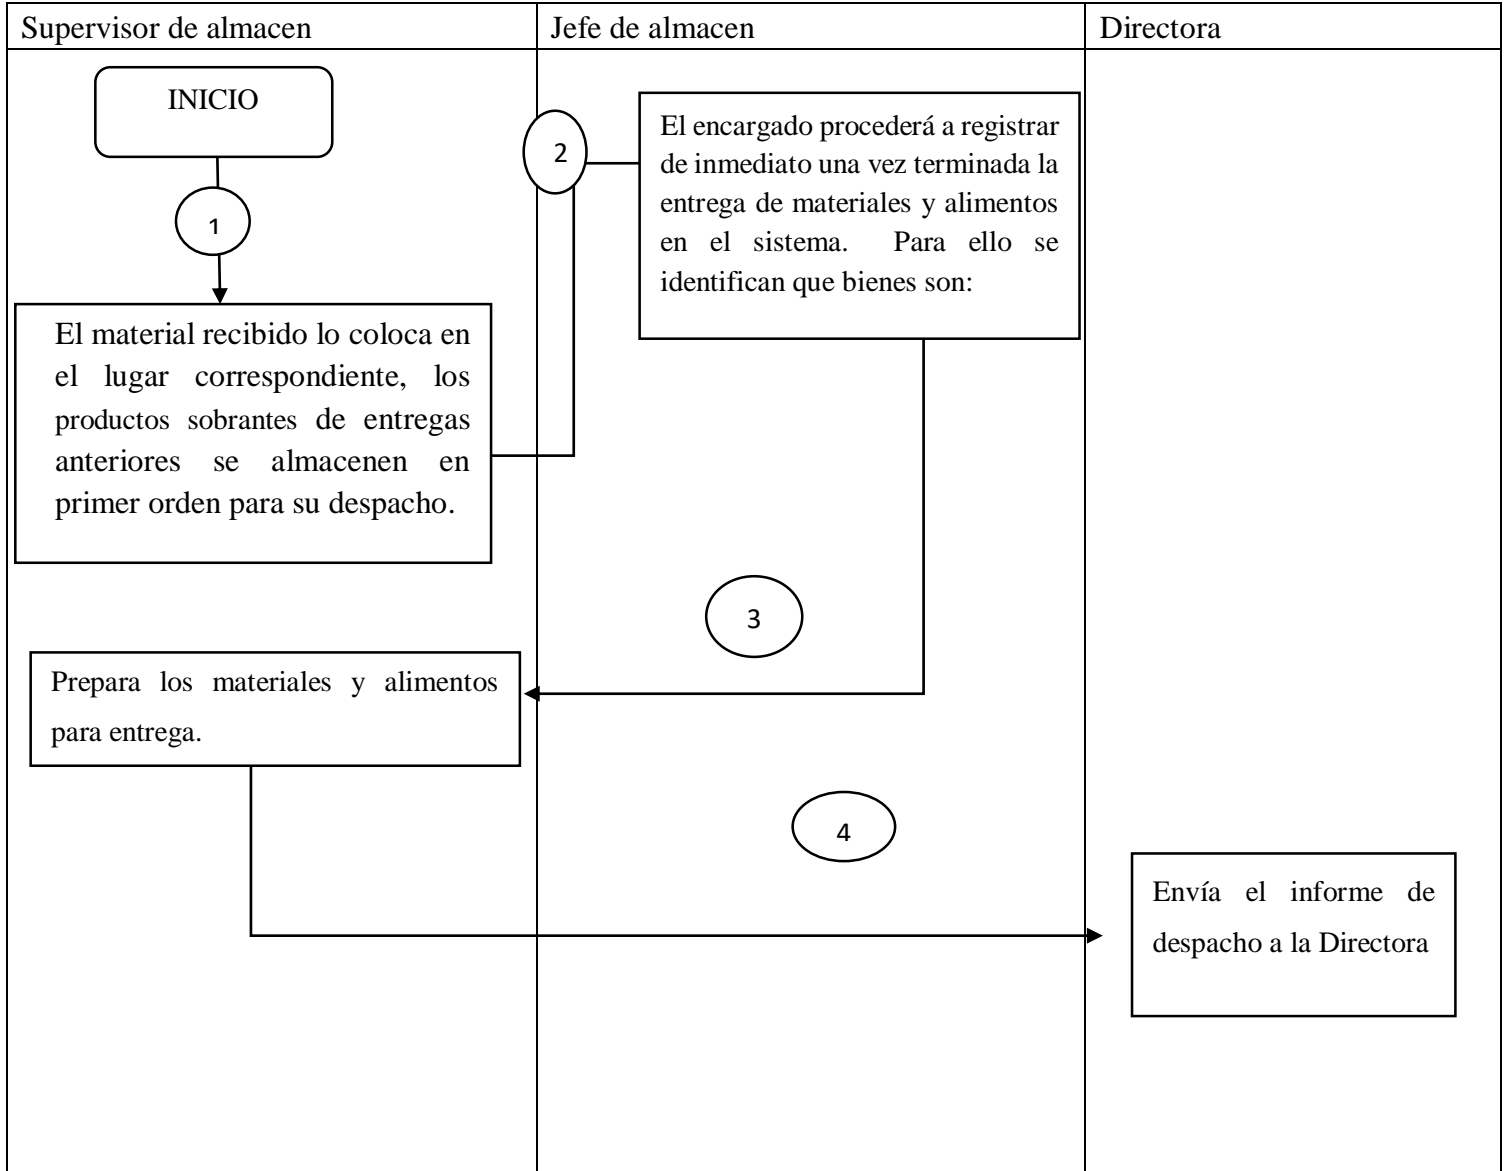 Supervisor de almacen
Jefe de almacen
Directora
INICIO
1
El material recibido lo coloca en
el lugar correspondiente, los
productos sobrantes de entregas
anteriores se almacenen en
primer orden para su despacho.
2
El encargado procederá a registrar
de inmediato una vez terminada la
entrega de materiales y alimentos
en el sistema. Para ello se
identifican que bienes son:
3
Prepara los materiales y alimentos
para entrega.
4
Envía el informe de
despacho a la Directora